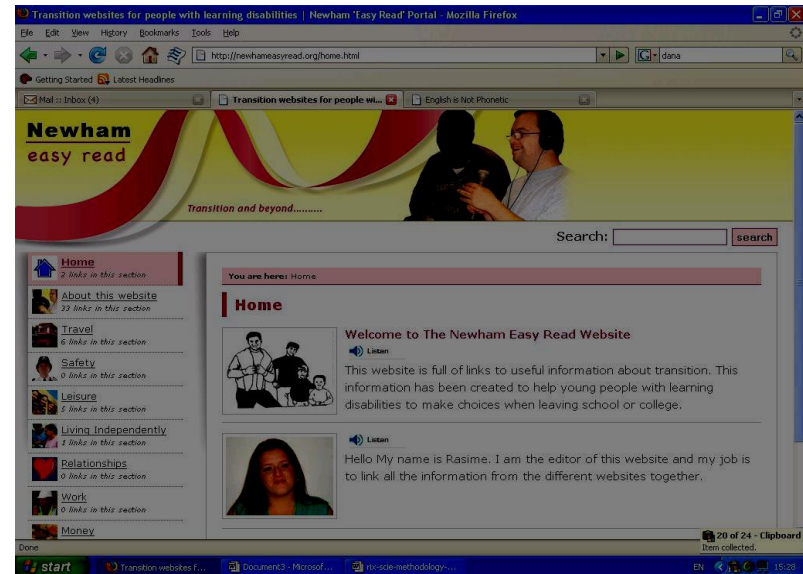 Transition websites for people with learning disabilities | Newham 'Easy Read' Portal - Mozilla Firefox
File Edit View History Bookmarks Tools Help
http://newhameasyread.org/home.html
dana
Getting Started Latest Headlines
Mail :: Inbox (4) Transition websites for people wi... English is Not Phonetic
Newham
easy read
Transition and beyond..........
Search: search
Home
2 links in this section
About this website
33 links in this section
Travel
6 links in this section
Safety
0 links in this section
Leisure
5 links in this section
Living Independently
1 links in this section
Relationships
0 links in this section
Work
0 links in this section
Money
You are here: Home
Home
Welcome to The Newham Easy Read Website
Listen
This website is full of links to useful information about transition. This
information has been created to help young people with learning
disabilities to make choices when leaving school or college.
Listen
Hello My name is Rasime. I am the editor of this website and my job is
to link all the information from the different websites together.
20 of 24 - Clipboard
Item collected.
Done
start Transition websites f... Document3 - Microsof... rix-scie-methodology-... EN 15:28